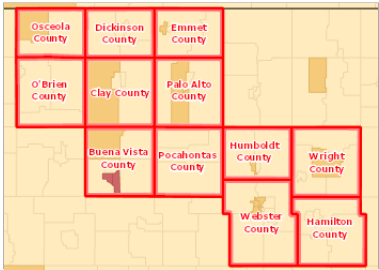 Osceola
County
Dickinson
County
Emmet
County
O'Brien
County
Clay County
Palo Alto
County
Buena Vista
County
Pocahontas
County
Humboldt
County
Wright
County
Webster
County
Hamilton
County